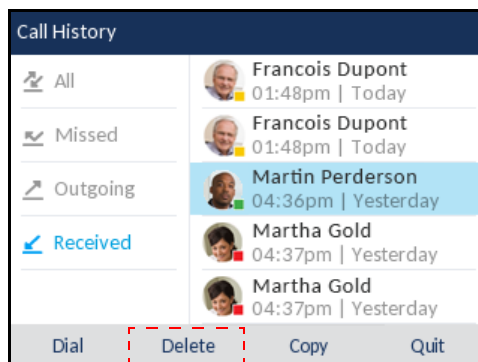 Call History
All
Missed
Outgoing
Received
Francois Dupont
01:48pm | Today
Francois Dupont
01:48pm | Today
Martin Perderson
04:36pm | Yesterday
Martha Gold
04:37pm | Yesterday
Martha Gold
04:37pm | Yesterday
Dial Delete Copy Quit